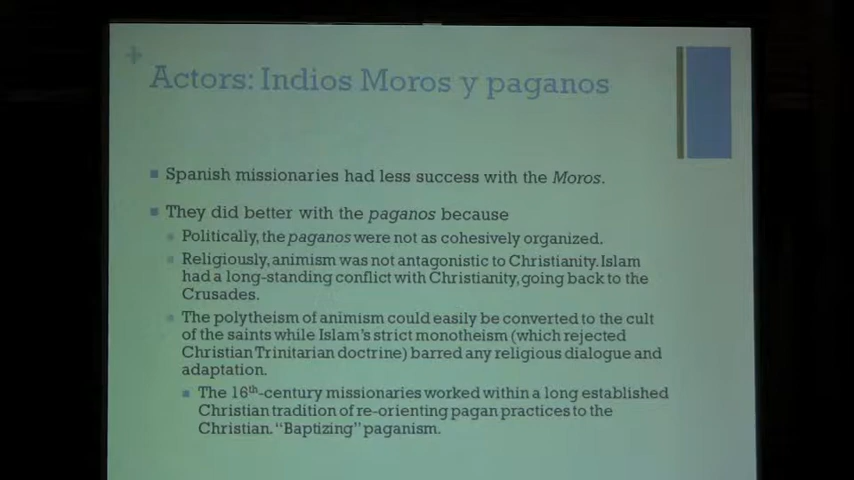 Actors: Indios Moros y paganos
Spanish missionaries had less success with the Moros.
They did better with the paganos because
Politically, the paganos were not as cohesively organized.
Religiously, animism was not antagonistic to Christianity. Islam
had a long-standing conflict with Christianity, going back to the
Crusades.
The polytheism of animism could easily be converted to the cult
of the saints while Islam's strict monotheism (which rejected
Christian Trinitarian doctrine) barred any religious dialogue and
adaptation.
The 16th-century missionaries worked within a long established
Christian tradition of re-orienting pagan practices to the
Christian. "Baptizing" paganism.